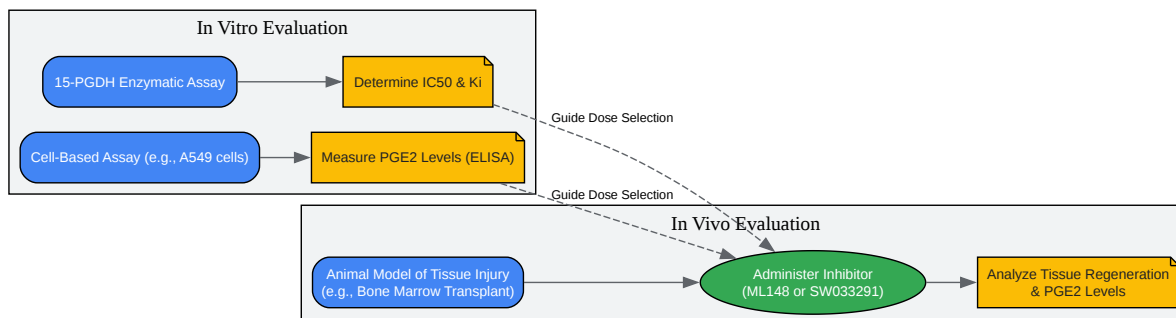 In Vitro Evaluation
15-PGDH Enzymatic Assay
Determine IC50 & Ki
Guide Dose Selection
Cell-Based Assay (e.g., A549 cells)
Measure PGE2 Levels (ELISA)
Guide Dose Selection
In Vivo Evaluation
Animal Model of Tissue Injury
(e.g., Bone Marrow Transplant)
Administer Inhibitor
(ML148 or SW033291)
Analyze Tissue Regeneration
& PGE2 Levels